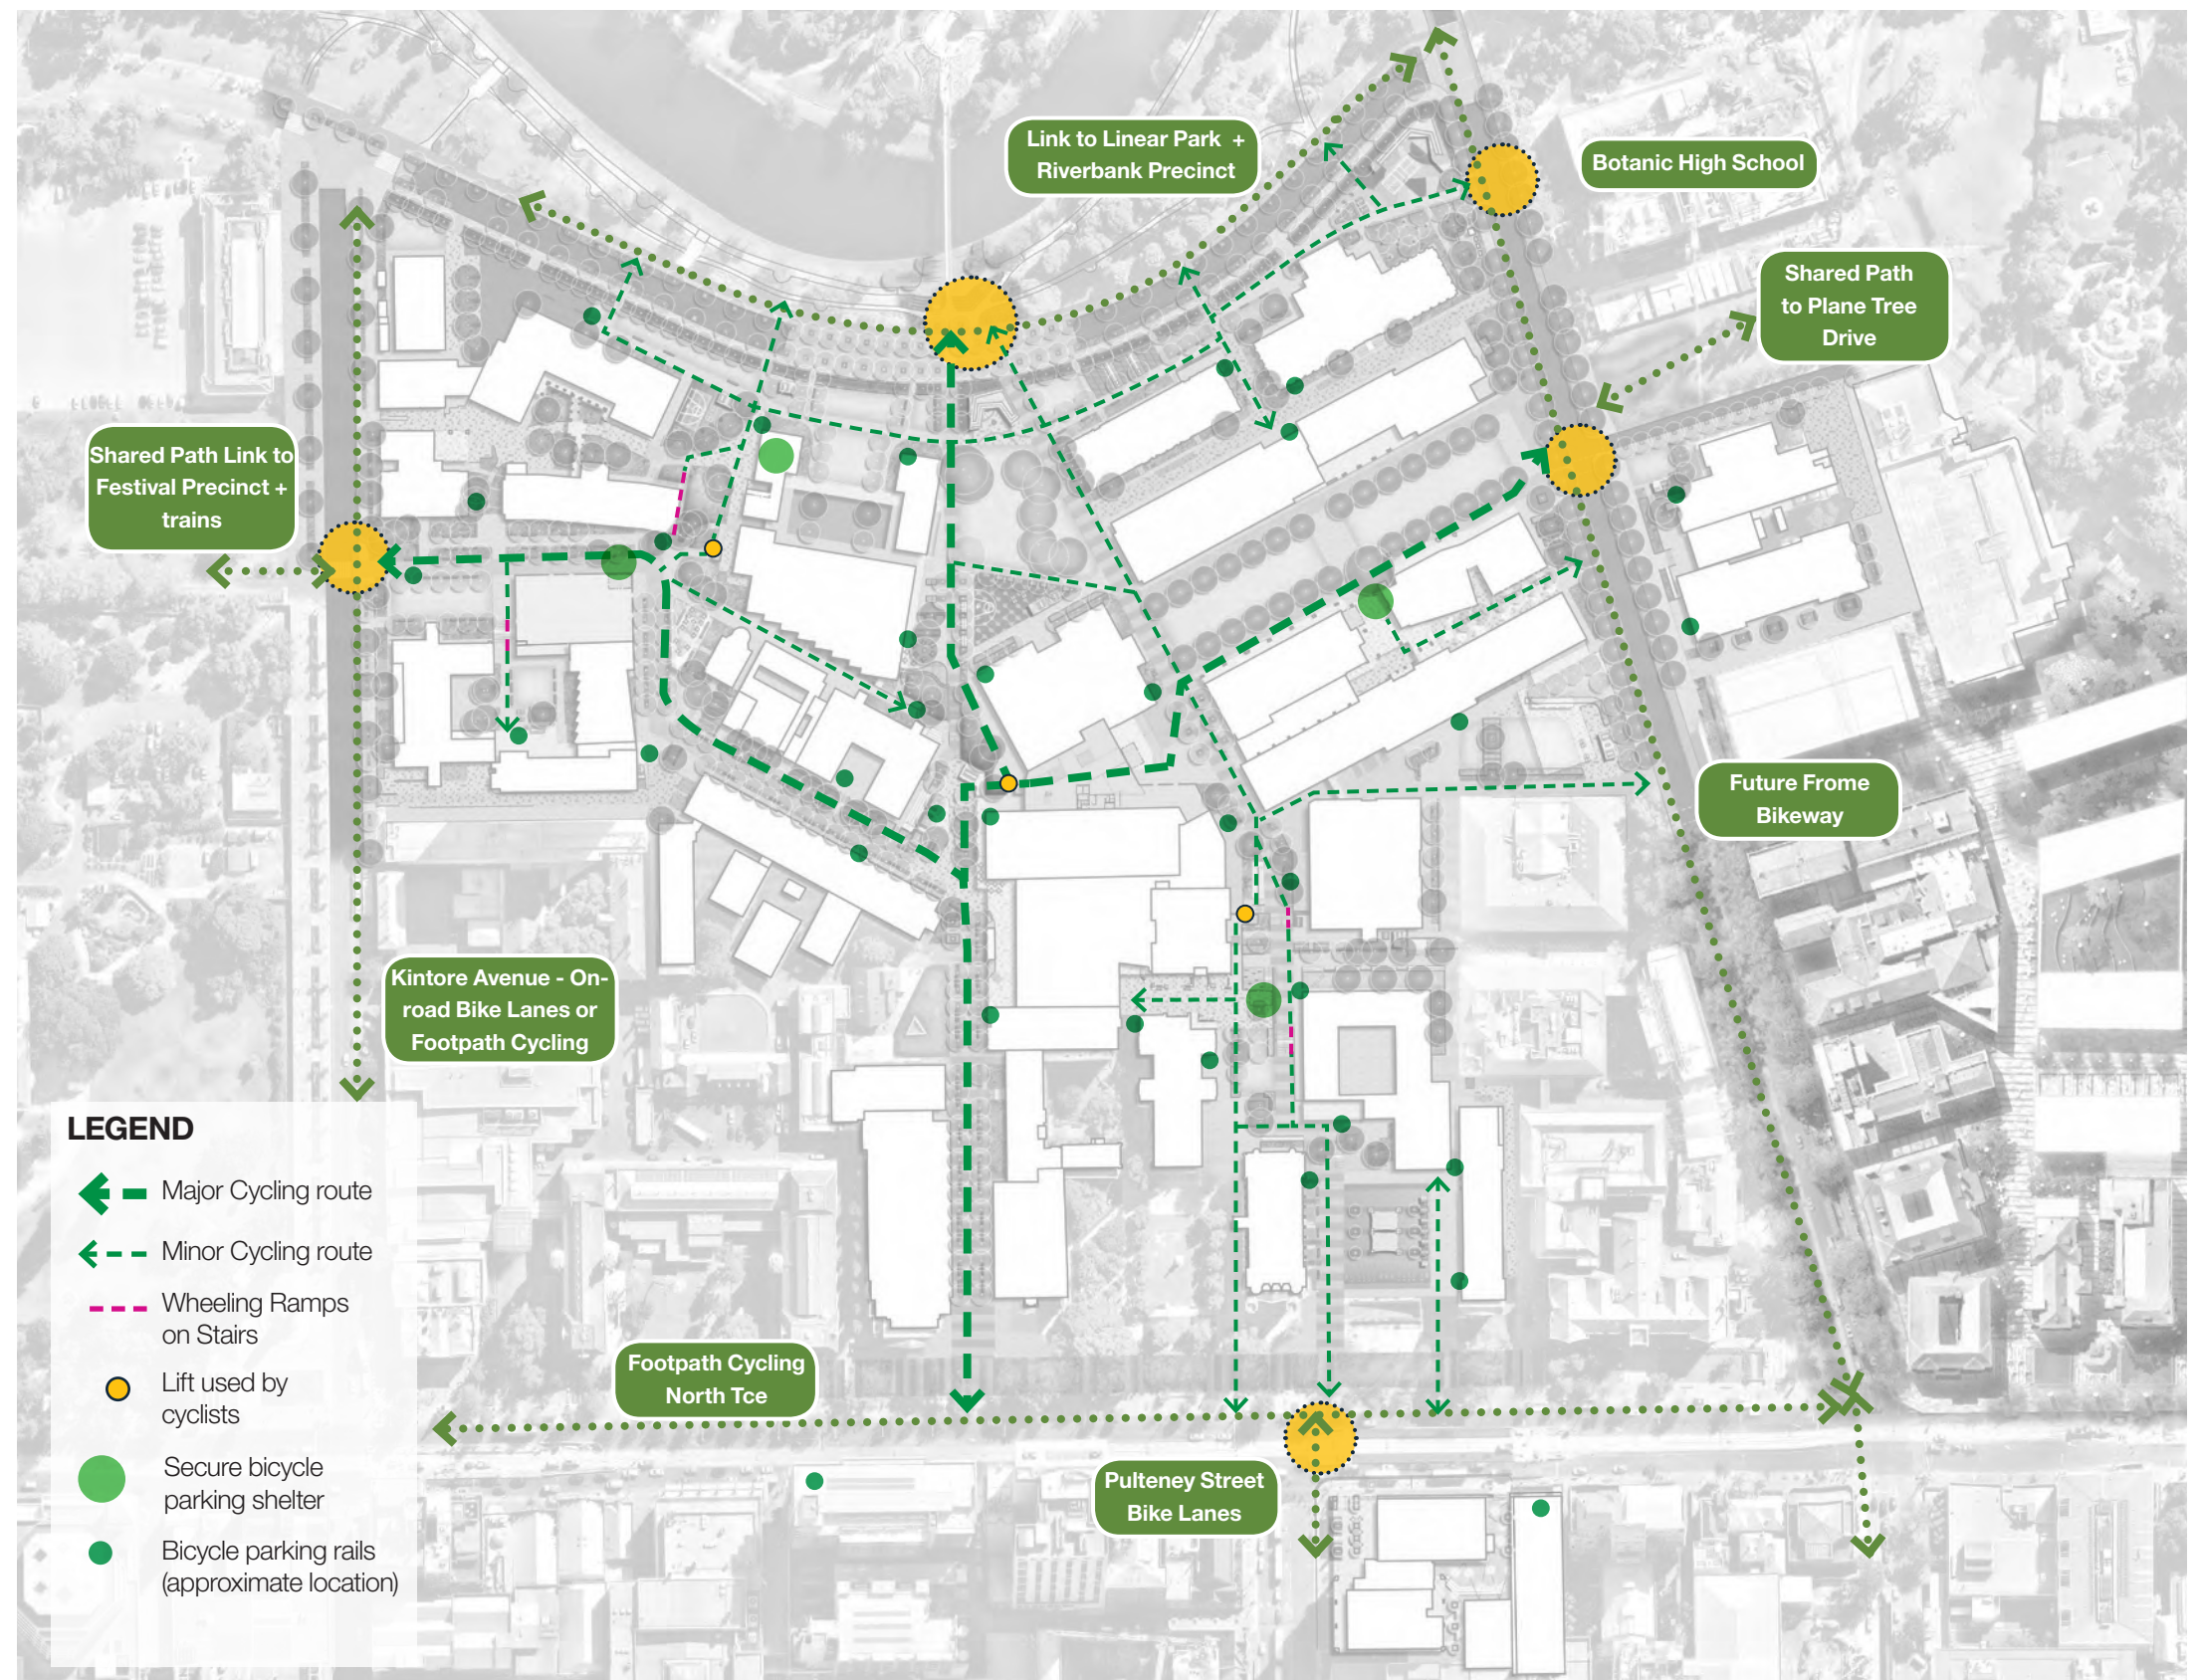 Link to Linear Park +
Riverbank Precinct
Botanic High School
Shared Path
to Plane Tree
Drive
Shared Path Link to
Festival Precinct +
trains
Future Frome
Bikeway
Kintore Avenue - On-
road Bike Lanes or
Footpath Cycling
Footpath Cycling
North Tce
Pulteney Street
Bike Lanes
LEGEND
Major Cycling route
Minor Cycling route
Wheeling Ramps
on Stairs
Lift used by
cyclists
Secure bicycle
parking shelter
Bicycle parking rails
(approximate location)